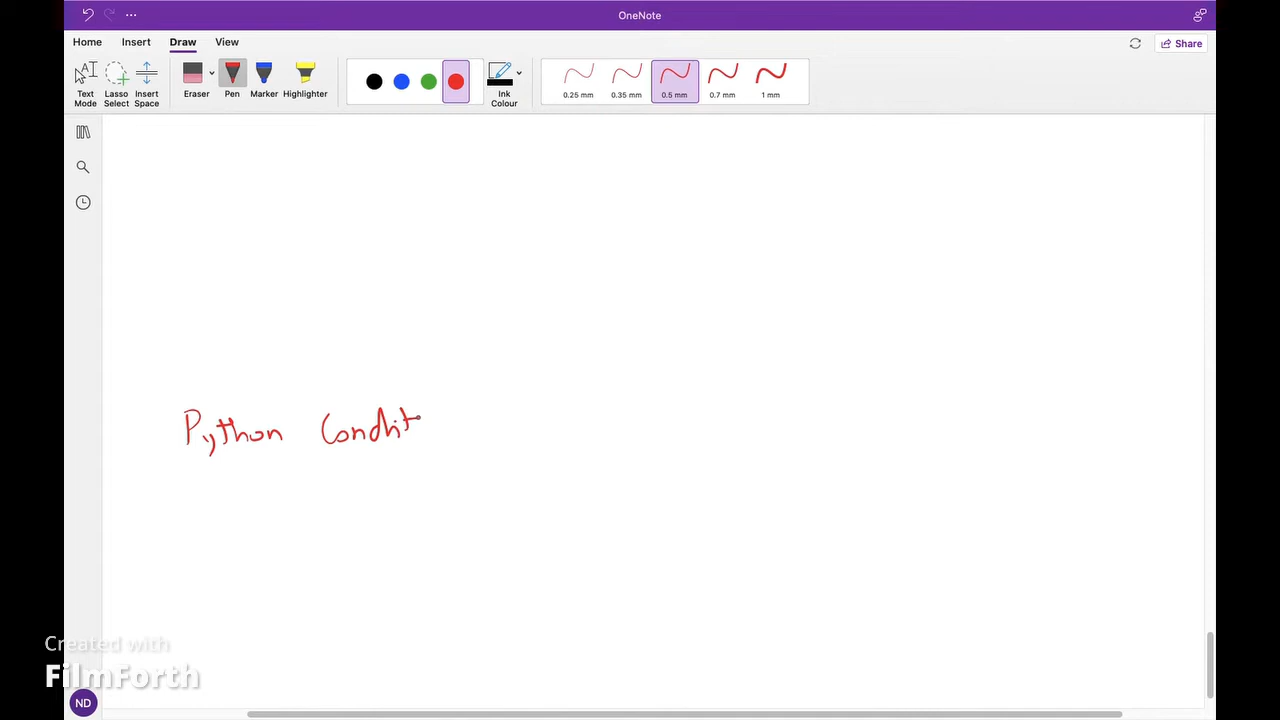 OneNote
Home Insert Draw View Share
Text Mode Lasso Select Insert Space Eraser Pen Marker Highlighter Ink Colour 0.25 mm 0.35 mm 0.5 mm 0.7 mm 1 mm
Python Condit
Created with
FilmForth
ND